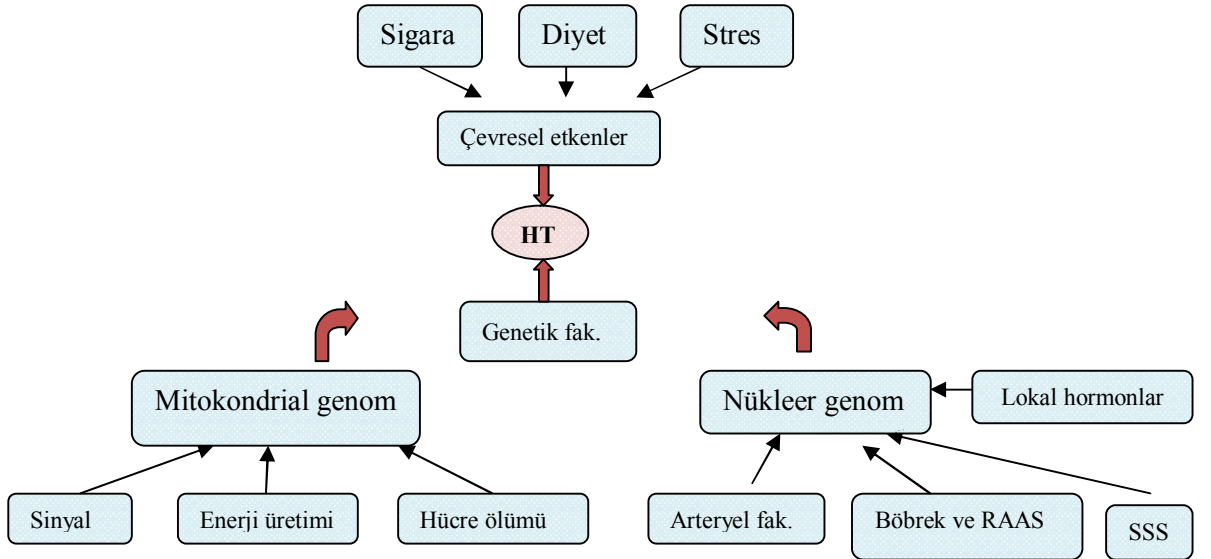 Sigara
Diyet
Stres
Çevresel etkenler
HT
Genetik fak.
Mitokondrial genom
Nükleer genom
Lokal hormonlar
Sinyal
Enerji üretimi
Hücre ölümü
Arteryel fak.
Böbrek ve RAAS
SSS